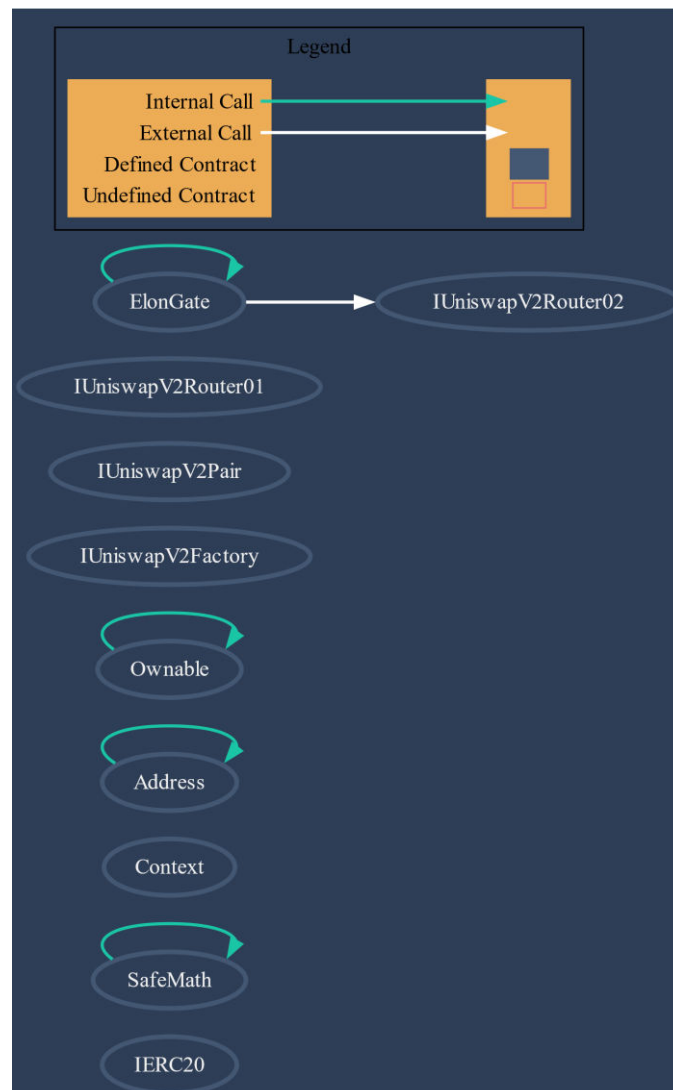 Legend
Internal Call
External Call
Defined Contract
Undefined Contract
ElonGate
IUniswapV2Router02
IUniswapV2Router01
IUniswapV2Pair
IUniswapV2Factory
Ownable
Address
Context
SafeMath
IERC20